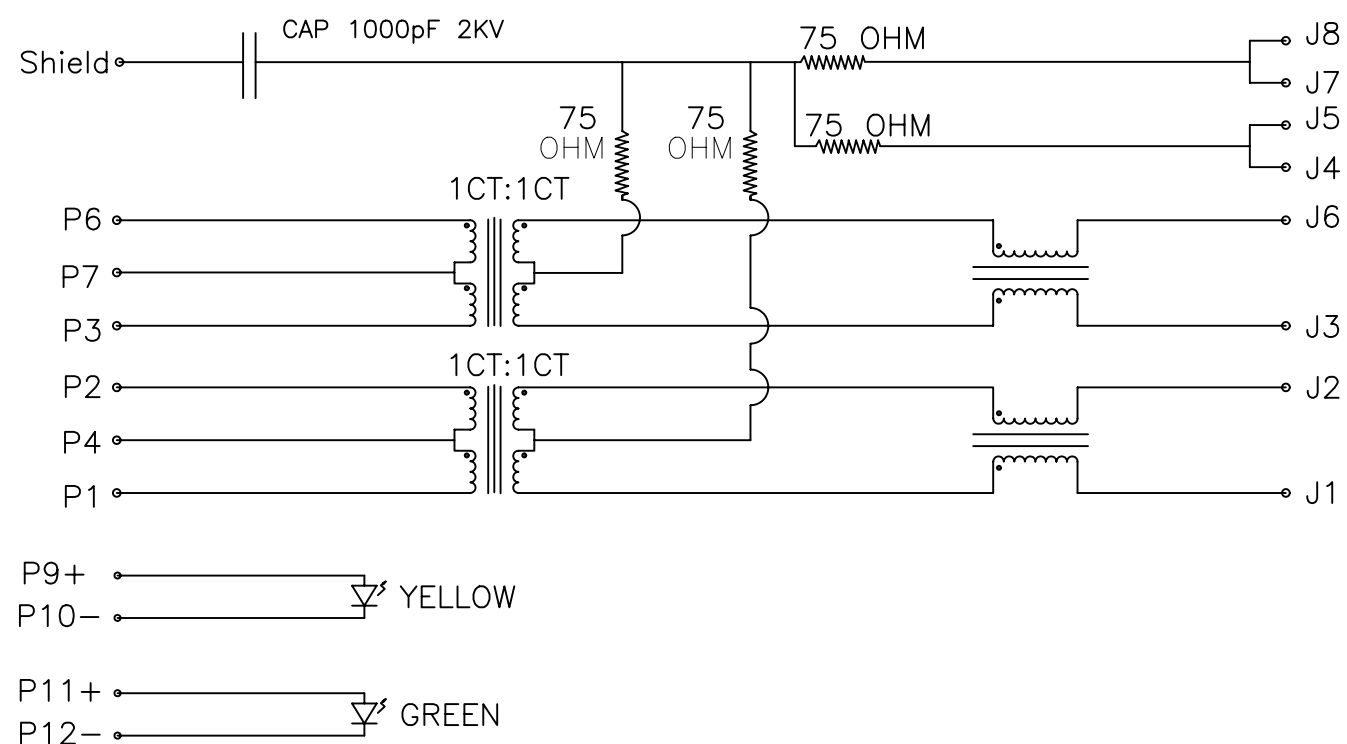 CAP 1000pF 2KV
75 OHM
J8
Shield
J7
75
OHM
75
OHM
75 OHM
J5
J4
1CT:1CT
P6
J6
P7
P3
J3
1CT:1CT
P2
J2
P4
P1
J1
P9+
YELLOW
P10-
P11+
GREEN
P12-